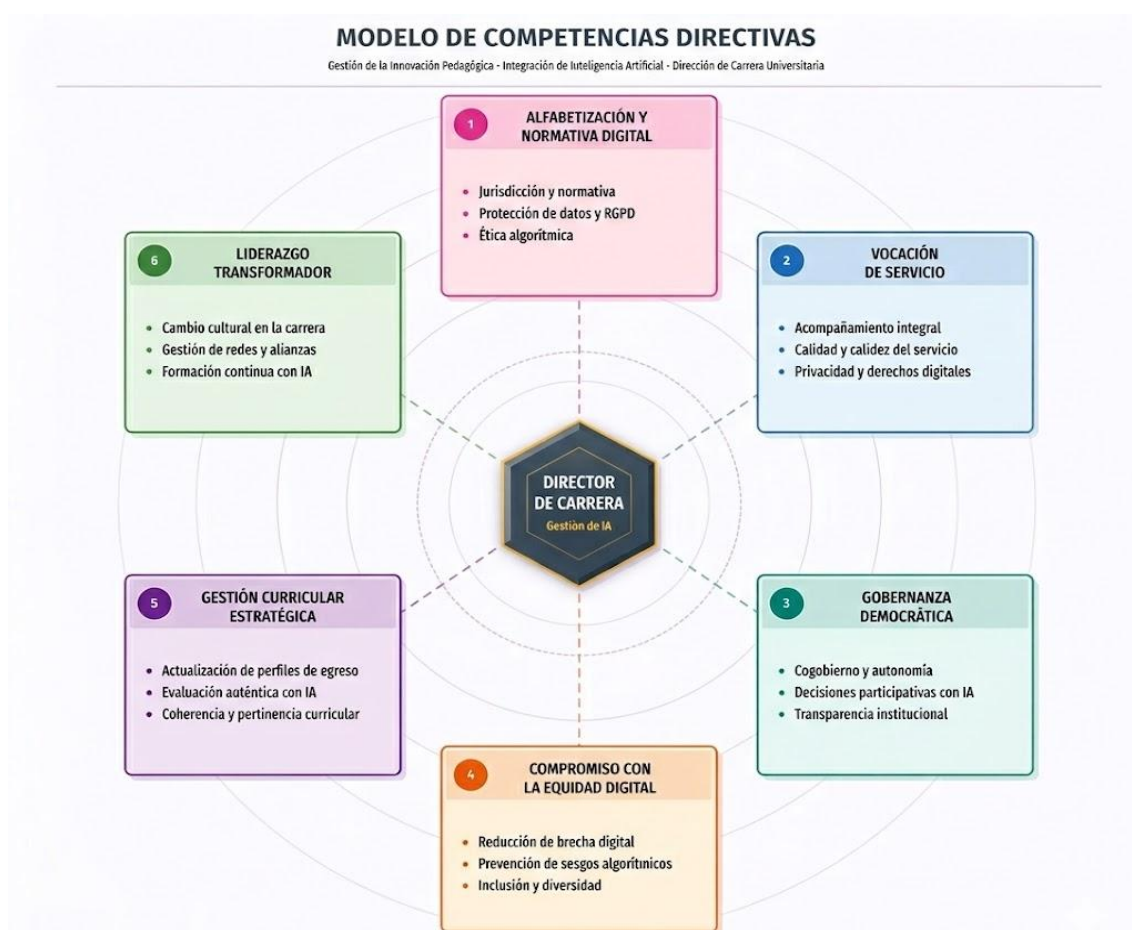 MODELO DE COMPETENCIAS DIRECTIVAS
Gestión de la Innovación Pedagógica - Integración de Inteligencia Artificial - Dirección de Carrera Universitaria
1
ALFABETIZACIÓN Y
NORMATIVA DIGITAL
• Jurisdicción y normativa
• Protección de datos y RGPD
• Ética algorítmica
6
LIDERAZGO
TRANSFORMADOR
• Cambio cultural en la carrera
• Gestión de redes y alianzas
• Formación continua con IA
2
VOCACIÓN
DE SERVICIO
• Acompañamiento integral
• Calidad y calidez del servicio
• Privacidad y derechos digitales
DIRECTOR
DE CARRERA
Gestión de IA
5
GESTIÓN CURRICULAR
ESTRATÉGICA
• Actualización de perfiles de egreso
• Evaluación auténtica con IA
• Coherencia y pertinencia curricular
3
GOBERNANZA
DEMOCRÁTICA
• Cogobierno y autonomía
• Decisiones participativas con IA
• Transparencia institucional
4
COMPROMISO CON
LA EQUIDAD DIGITAL
• Reducción de brecha digital
• Prevención de sesgos algorítmicos
• Inclusión y diversidad